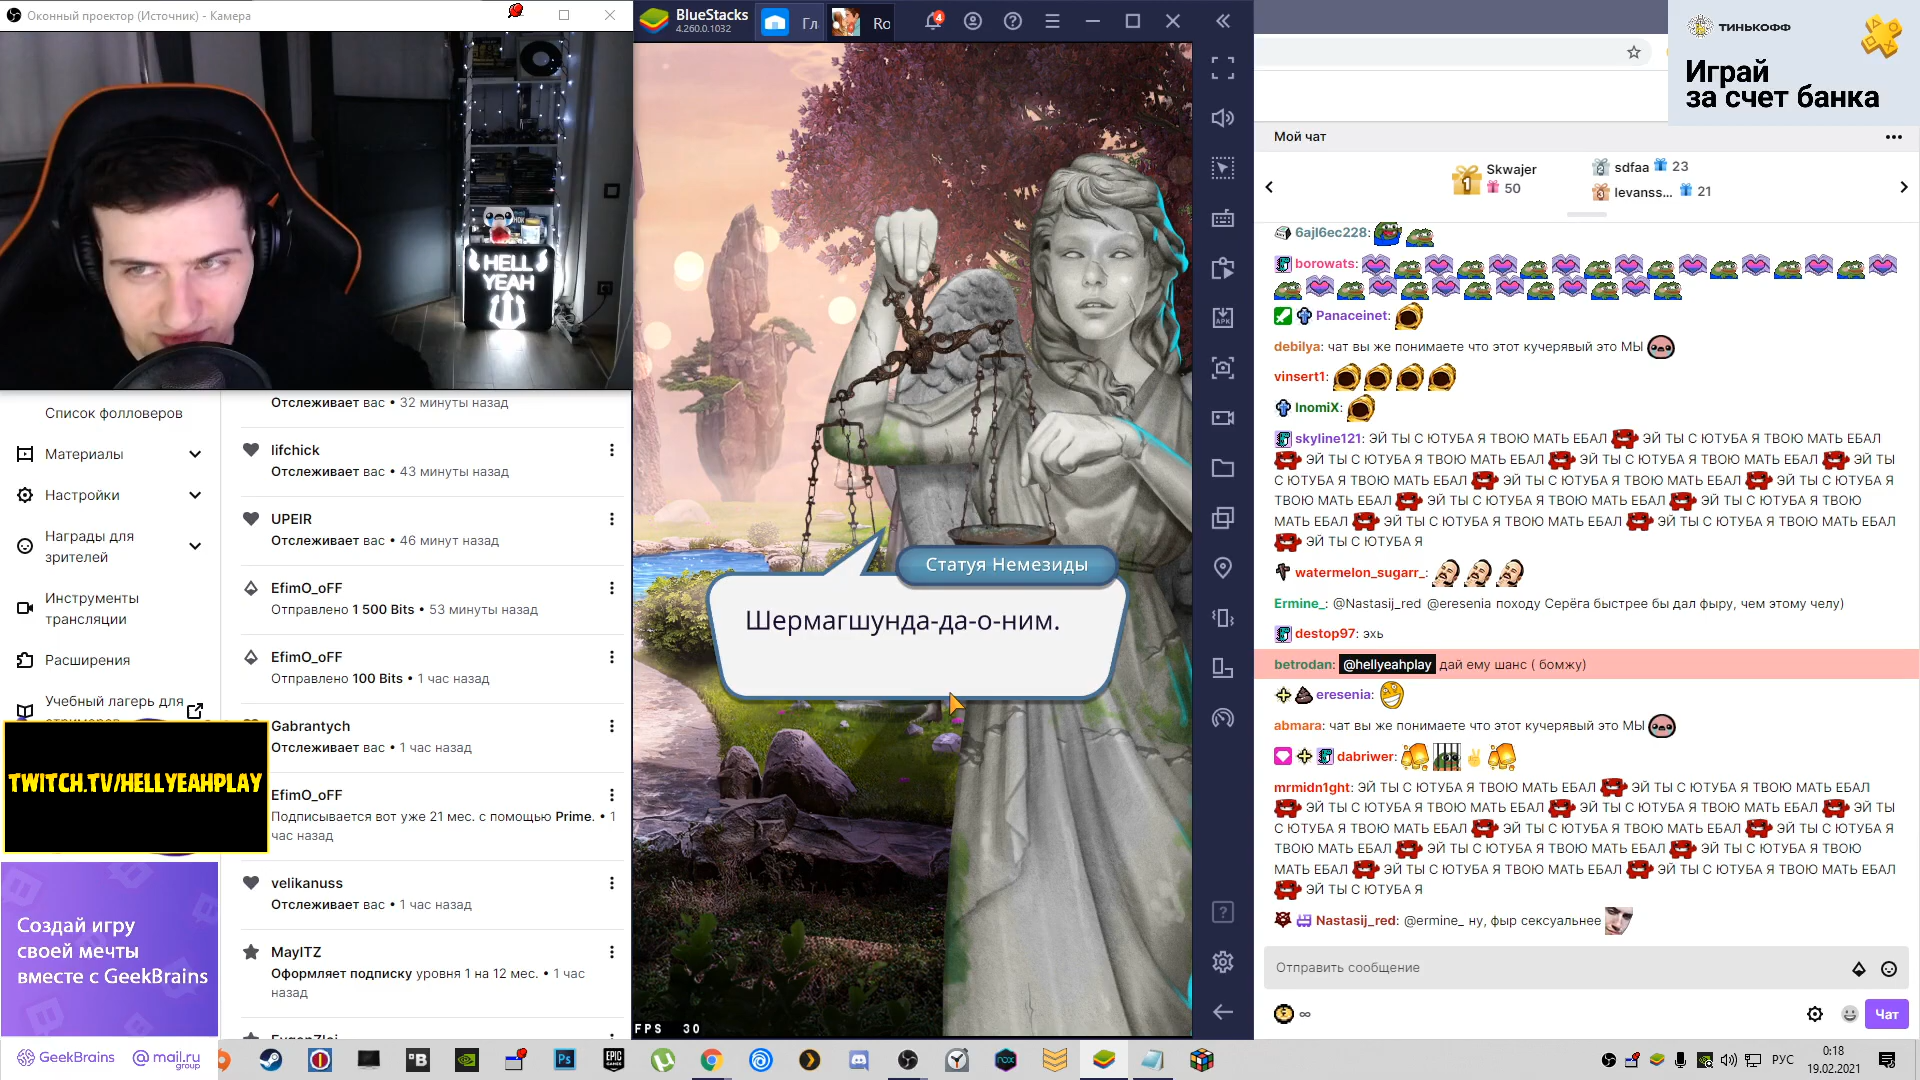 Оконный проектор (Источник) - Камера
HELL
YEAH
Список фолловеров
Материалы
Настройки
Награды для
зрителей
Инструменты
трансляции
Расширения
Учебный лагерь для
TWITCH.TV/HELLYEAHPLAY
Создай игру
своей мечты
вместе с GeekBrains
GeekBrains @mail.ru
group
Отслеживает вас • 32 минуты назад
lifchick
Отслеживает вас • 43 минуты назад
UPEIR
Отслеживает вас • 46 минут назад
EfimO_oFF
Отправлено 1 500 Bits • 53 минуты назад
EfimO_oFF
Отправлено 100 Bits • 1 час назад
Gabrantych
Отслеживает вас • 1 час назад
EfimO_oFF
Подписывается вот уже 21 мес. с помощью Prime. • 1
час назад
velikanuss
Отслеживает вас • 1 час назад
MayITZ
Оформляет подписку уровня 1 на 12 мес. • 1 час
назад
BlueStacks
4.260.0.1032
Гл
Ro
4
Статуя Немезиды
Шермагшунда-да-о-ним.
FPS 30
ТИНЬКОФФ
Играй
за счет банка
Мой чат
1
Skwajer
50
2
sdfaa 23
3
levanss... 21
6ajl6ec228:
borowats:
Panaceinet:
debilya: чат вы же понимаете что этот кучерявый это МЫ
vinsert1:
InomiX:
skyline121: ЭЙ ТЫ С ЮТУБА Я ТВОЮ МАТЬ ЕБАЛ ЭЙ ТЫ С ЮТУБА Я ТВОЮ МАТЬ ЕБАЛ
ЭЙ ТЫ С ЮТУБА Я ТВОЮ МАТЬ ЕБАЛ ЭЙ ТЫ С ЮТУБА Я ТВОЮ МАТЬ ЕБАЛ ЭЙ ТЫ
С ЮТУБА Я ТВОЮ МАТЬ ЕБАЛ ЭЙ ТЫ С ЮТУБА Я ТВОЮ МАТЬ ЕБАЛ ЭЙ ТЫ С ЮТУБА Я
ТВОЮ МАТЬ ЕБАЛ ЭЙ ТЫ С ЮТУБА Я ТВОЮ МАТЬ ЕБАЛ ЭЙ ТЫ С ЮТУБА Я ТВОЮ
МАТЬ ЕБАЛ ЭЙ ТЫ С ЮТУБА Я ТВОЮ МАТЬ ЕБАЛ ЭЙ ТЫ С ЮТУБА Я ТВОЮ МАТЬ ЕБАЛ
ЭЙ ТЫ С ЮТУБА Я
watermelon_sugarr_:
Ermine_: @Nastasij_red @eresenia походу Серёга быстрее бы дал фыру, чем этому челу)
destop97: эхь
betrodan: @hellyeahplay дай ему шанс ( бомжу)
eresenia:
abmara: чат вы же понимаете что этот кучерявый это МЫ
dabriwer:
mrmidn1ght: ЭЙ ТЫ С ЮТУБА Я ТВОЮ МАТЬ ЕБАЛ ЭЙ ТЫ С ЮТУБА Я ТВОЮ МАТЬ ЕБАЛ
ЭЙ ТЫ С ЮТУБА Я ТВОЮ МАТЬ ЕБАЛ ЭЙ ТЫ С ЮТУБА Я ТВОЮ МАТЬ ЕБАЛ ЭЙ ТЫ
С ЮТУБА Я ТВОЮ МАТЬ ЕБАЛ ЭЙ ТЫ С ЮТУБА Я ТВОЮ МАТЬ ЕБАЛ ЭЙ ТЫ С ЮТУБА Я
ТВОЮ МАТЬ ЕБАЛ ЭЙ ТЫ С ЮТУБА Я ТВОЮ МАТЬ ЕБАЛ ЭЙ ТЫ С ЮТУБА Я ТВОЮ
МАТЬ ЕБАЛ ЭЙ ТЫ С ЮТУБА Я ТВОЮ МАТЬ ЕБАЛ ЭЙ ТЫ С ЮТУБА Я ТВОЮ МАТЬ ЕБАЛ
ЭЙ ТЫ С ЮТУБА Я
Nastasij_red: @ermine_ ну, фыр сексуальнее
Отправить сообщение
∞
Чат
РУС
0:18
19.02.2021